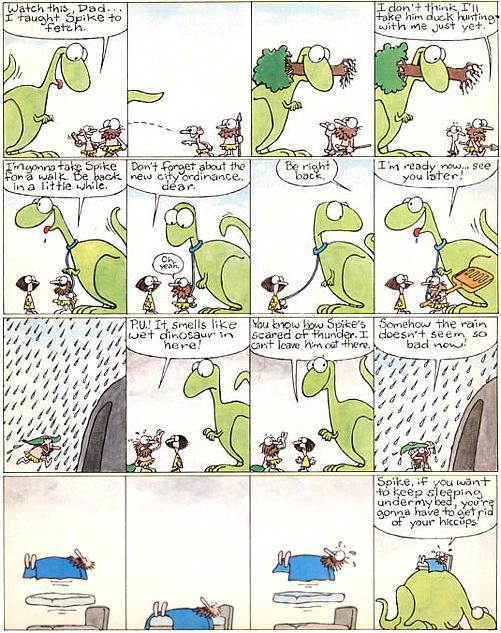 Watch this, Dad...
I taught Spike to
fetch.
I don't think I'll
take him duck hunting
with me just yet.
I'm gonna take Spike
for a walk. Be back
in a little while.
Don't forget about the
new city ordinance,
dear.
Oh,
yeah.
Be right
back.
I'm ready now... see
you later!
P.U.! It smells like
wet dinosaur in
here!
You know how Spike's
scared of thunder. I
can't leave him out there.
Somehow the rain
doesn't seem so
bad now!
Spike, if you want
to keep sleeping
under my bed, you're
gonna have to get rid
of your hiccups!